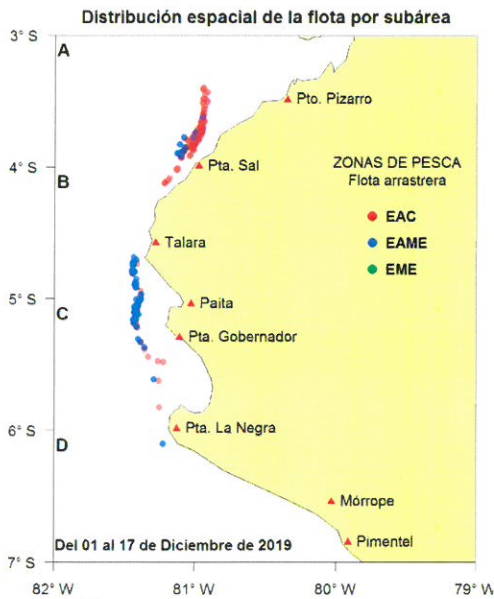 Distribución espacial de la flota por subárea
3° S
A
Pto. Pizarro
4° S
Pta. Sal
ZONAS DE PESCA
Flota arrastrera
B
EAC
EAME
EME
Talara
5° S
Paita
C
Pta. Gobernador
6° S
Pta. La Negra
D
Mórrope
Pimentel
Del 01 al 17 de Diciembre de 2019
7° S
82° W
81° W
80° W
79° W